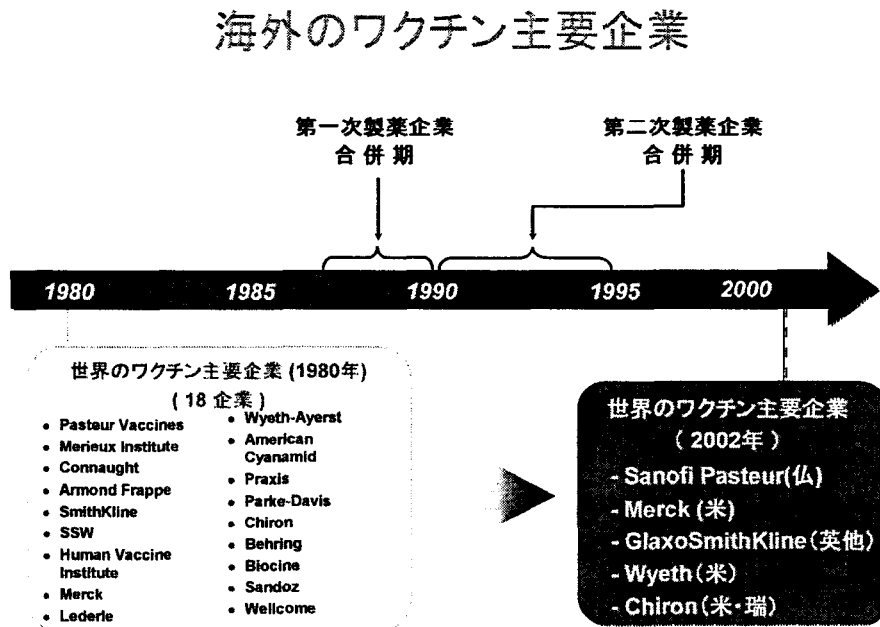 海外のワクチン主要企業
第一次製薬企業
合 併 期
第二次製薬企業
合 併 期
1980
1985
1990
1995
2000
世界のワクチン主要企業 (1980年)
( 18 企業 )
• Pasteur Vaccines
• Merieux Institute
• Connaught
• Armond Frappe
• SmithKline
• SSW
• Human Vaccine
Institute
• Merck
• Lederle
• Wyeth-Ayerst
• American
Cyanamid
• Praxis
• Parke-Davis
• Chiron
• Behring
• Biocine
• Sandoz
• Wellcome
世界のワクチン主要企業
( 2002年 )
- Sanofi Pasteur(仏)
- Merck (米)
- GlaxoSmithKline(英他)
- Wyeth(米)
- Chiron(米・瑞)